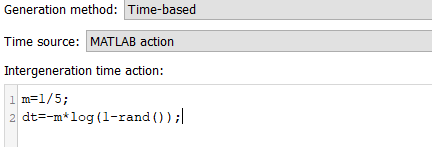 Generation method: Time-based
Time source: MATLAB action
Intergeneration time action:
1 m=1/5;
2 dt=-m*log(1-rand());